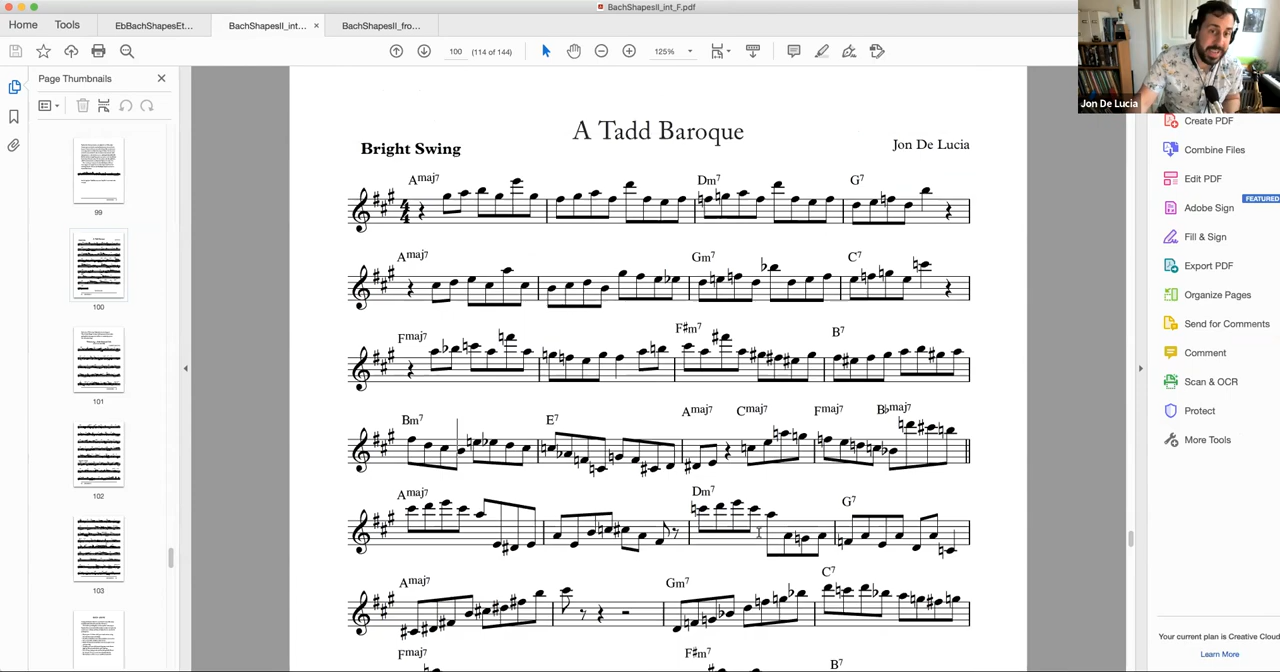 BachShapesII_int_F.pdf
Home
Tools
EbBachShapesEt...
BachShapesII_int...
BachShapesII_fro...
100
(114 of 144)
125%
Page Thumbnails
99
100
101
102
103
A Tadd Baroque
Bright Swing
Jon De Lucia
Amaj7 Dm7 G7
Amaj7 Gm7 C7
Fmaj7 F#m7 B7
Bm7 E7 Amaj7 Cmaj7 Fmaj7 B♭maj7
Amaj7 Dm7 G7
Amaj7 Gm7 C7
Fmaj7 F#m7 B7
Jon De Lucia
Create PDF
Combine Files
Edit PDF
FEATURED
Adobe Sign
Fill & Sign
Export PDF
Organize Pages
Send for Comments
Comment
Scan & OCR
Protect
More Tools
Your current plan is Creative Cloud
Learn More